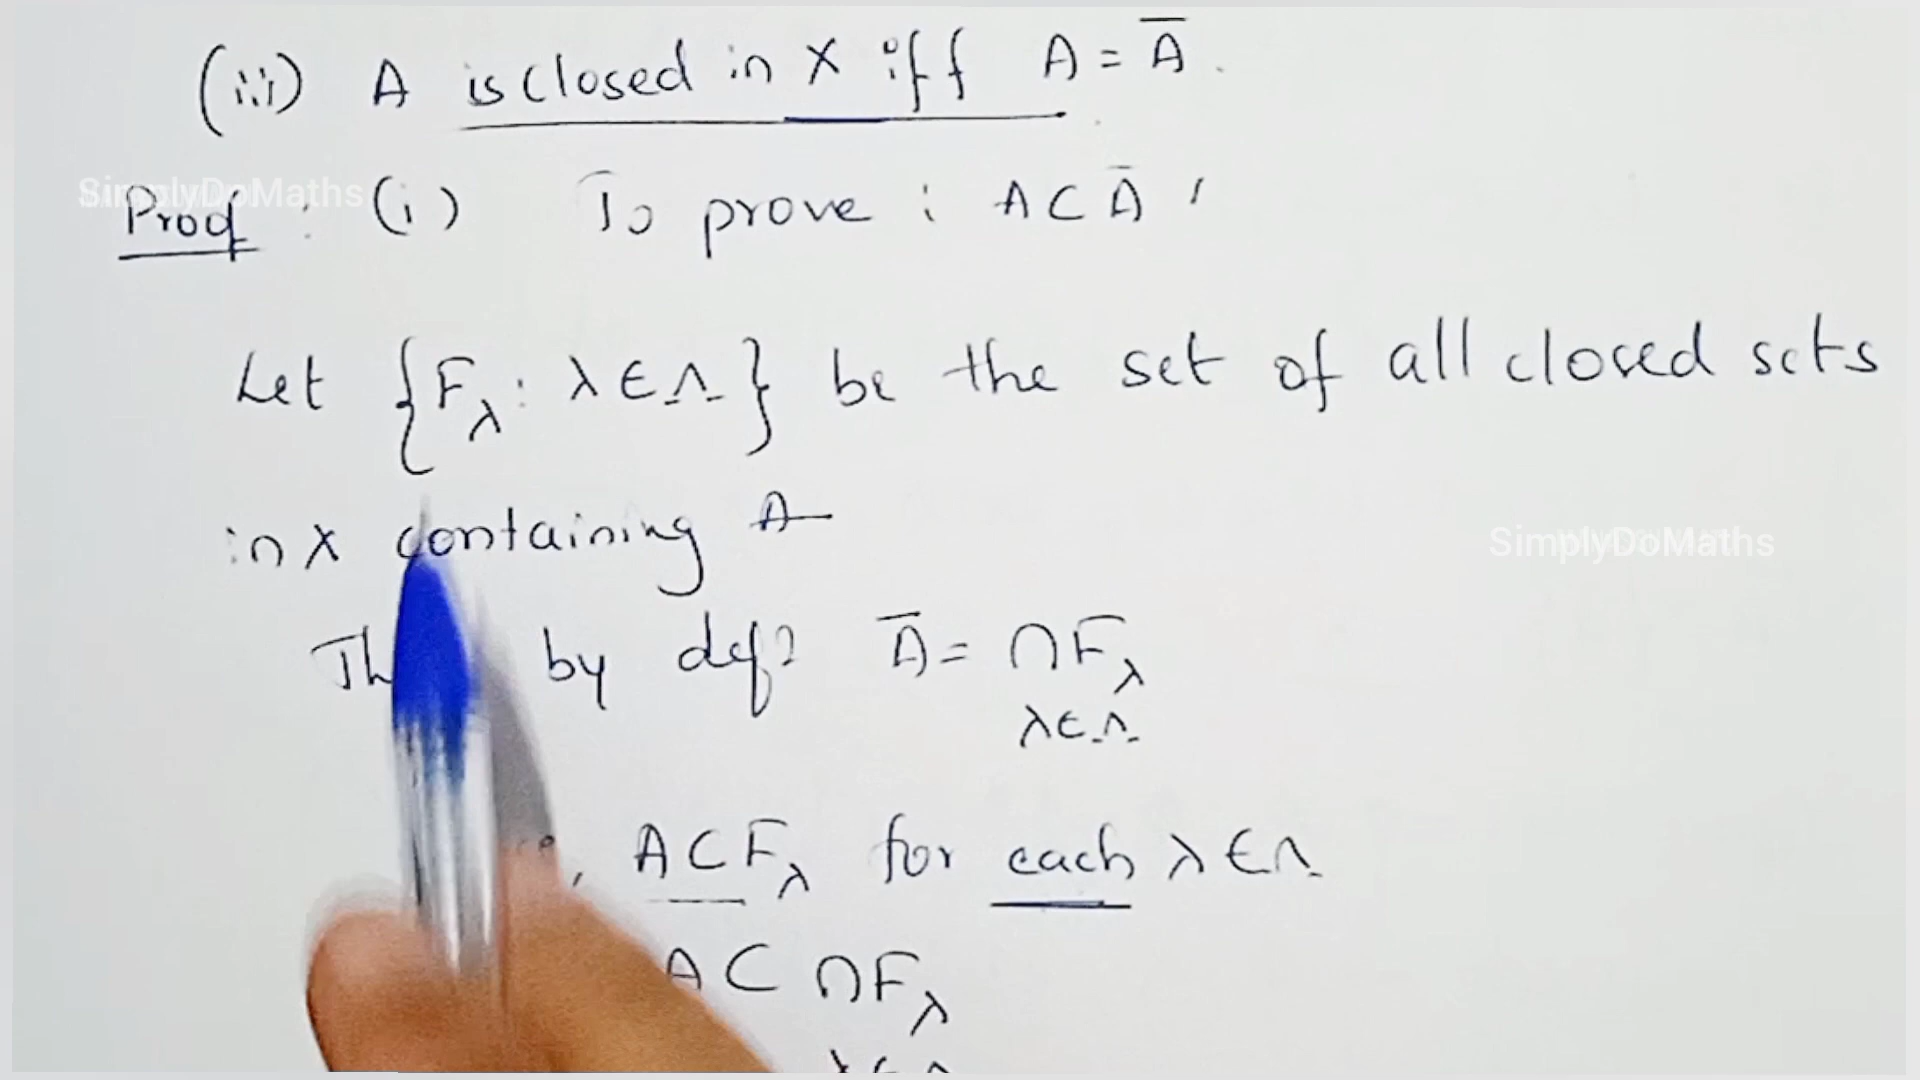 (iii) A is closed in X iff A = A̅.
SimplyDoMaths
Proof : (i) To prove : A ⊂ A̅ ,
Let {F_λ : λ ∈ Λ} be the set of all closed sets
in X containing A
SimplyDoMaths
by defn A̅ = ∩ F_λ
λ ∈ Λ
, A ⊂ F_λ for each λ ∈ Λ
A ⊂ ∩ F_λ
λ ∈ Λ